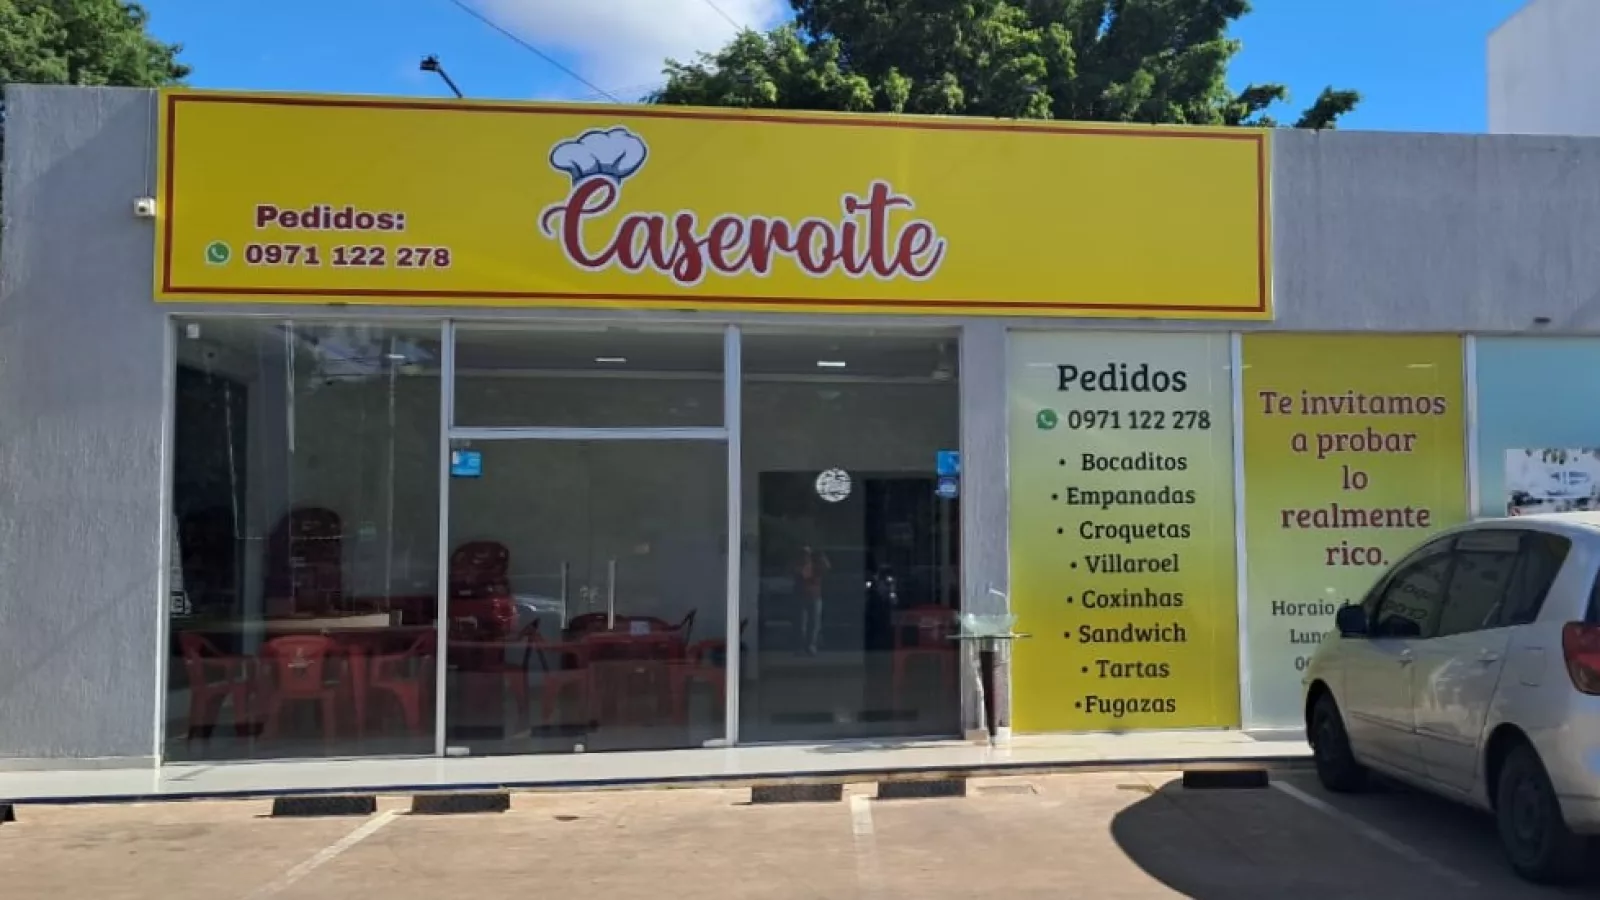 Pedidos:
0971 122 278
Caseroite
Pedidos
0971 122 278
• Bocaditos
• Empanadas
• Croquetas
• Villaroel
• Coxinhas
• Sandwich
• Tartas
• Fugazas
Te invitamos
a probar
lo
realmente
rico.
Horaio